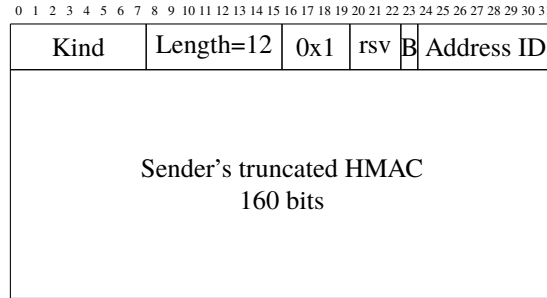 0 1 2 3 4 5 6 7 8 9 10 11 12 13 14 15 16 17 18 19 20 21 22 23 24 25 26 27 28 29 30 31
Kind Length=12 0x1 rsv B Address ID
Sender's truncated HMAC
160 bits